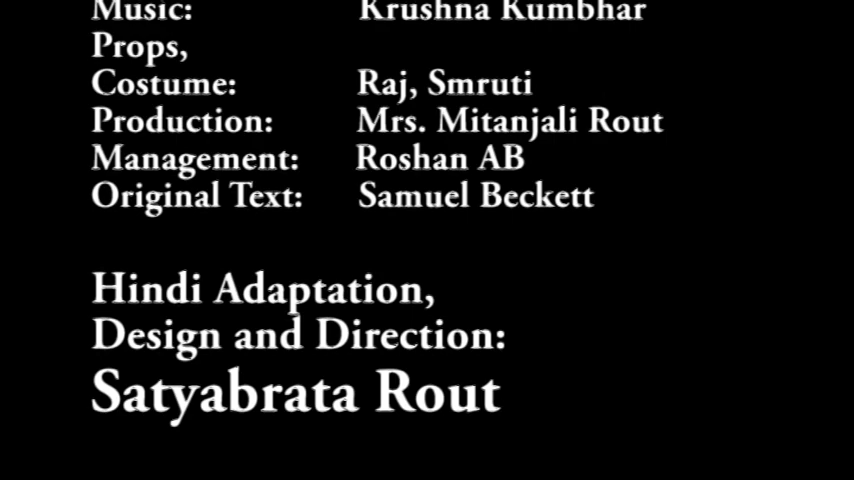 Music: Krushna Kumbhar
Props,
Costume: Raj, Smruti
Production: Mrs. Mitanjali Rout
Management: Roshan AB
Original Text: Samuel Beckett
Hindi Adaptation,
Design and Direction:
Satyabrata Rout